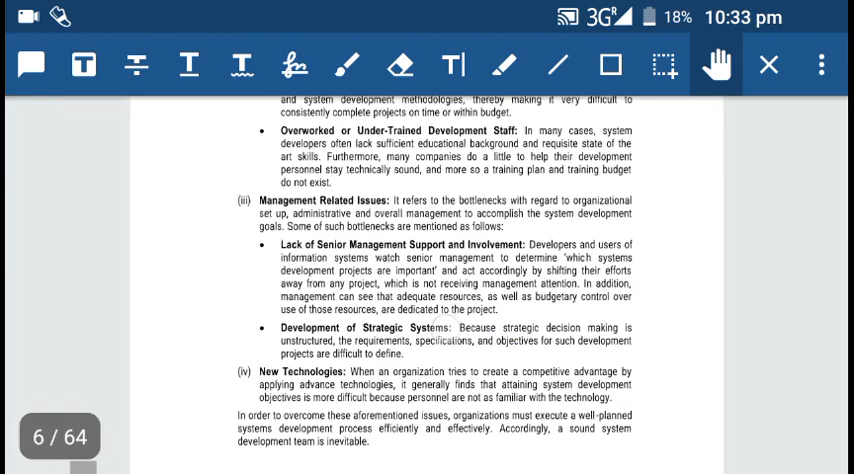 3G R 18% 10:33 pm
T T T T T
and system development methodologies, thereby making it very difficult to
consistently complete projects on time or within budget.
• Overworked or Under-Trained Development Staff: In many cases, system
developers often lack sufficient educational background and requisite state of the
art skills. Furthermore, many companies do a little to help their development
personnel stay technically sound, and more so a training plan and training budget
do not exist.
(iii) Management Related Issues: It refers to the bottlenecks with regard to organizational
set up, administrative and overall management to accomplish the system development
goals. Some of such bottlenecks are mentioned as follows:
• Lack of Senior Management Support and Involvement: Developers and users of
information systems watch senior management to determine ‘which systems
development projects are important’ and act accordingly by shifting their efforts
away from any project, which is not receiving management attention. In addition,
management can see that adequate resources, as well as budgetary control over
use of those resources, are dedicated to the project.
• Development of Strategic Systems: Because strategic decision making is
unstructured, the requirements, specifications, and objectives for such development
projects are difficult to define.
(iv) New Technologies: When an organization tries to create a competitive advantage by
applying advance technologies, it generally finds that attaining system development
objectives is more difficult because personnel are not as familiar with the technology.
In order to overcome these aforementioned issues, organizations must execute a well-planned
systems development process efficiently and effectively. Accordingly, a sound system
development team is inevitable.
6 / 64